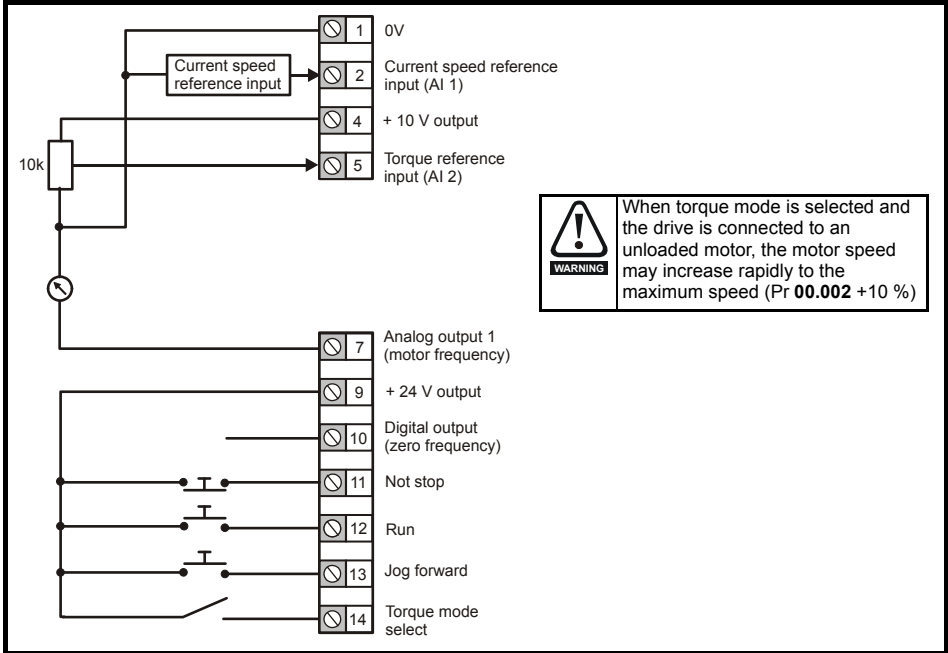 1 0V
Current speed
reference input
2 Current speed reference
input (AI 1)
4 + 10 V output
10k
5 Torque reference
input (AI 2)
WARNING
When torque mode is selected and
the drive is connected to an
unloaded motor, the motor speed
may increase rapidly to the
maximum speed (Pr 00.002 +10 %)
7 Analog output 1
(motor frequency)
9 + 24 V output
10 Digital output
(zero frequency)
11 Not stop
12 Run
13 Jog forward
14 Torque mode
select